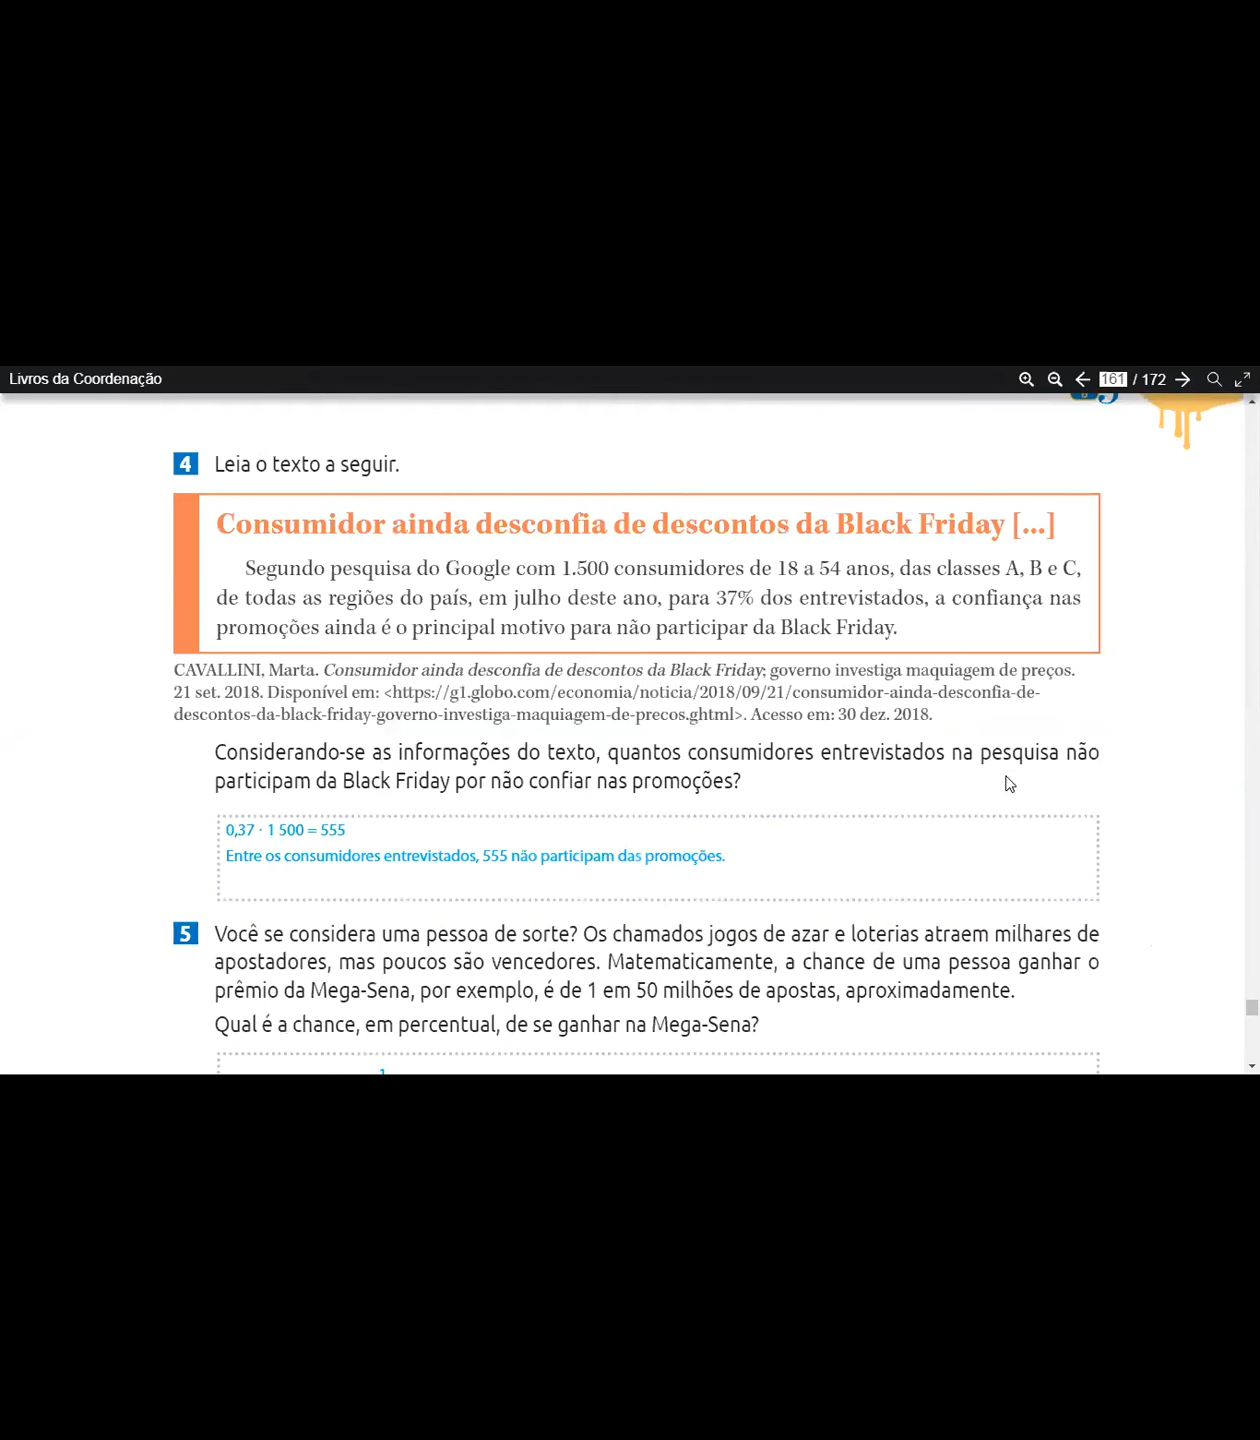 Livros da Coordenação
161 / 172
4 Leia o texto a seguir.
Consumidor ainda desconfia de descontos da Black Friday [...]
Segundo pesquisa do Google com 1.500 consumidores de 18 a 54 anos, das classes A, B e C,
de todas as regiões do país, em julho deste ano, para 37% dos entrevistados, a confiança nas
promoções ainda é o principal motivo para não participar da Black Friday.
CAVALLINI, Marta. Consumidor ainda desconfia de descontos da Black Friday; governo investiga maquiagem de preços.
21 set. 2018. Disponível em: <https://g1.globo.com/economia/noticia/2018/09/21/consumidor-ainda-desconfia-de-
descontos-da-black-friday-governo-investiga-maquiagem-de-precos.ghtml>. Acesso em: 30 dez. 2018.
Considerando-se as informações do texto, quantos consumidores entrevistados na pesquisa não
participam da Black Friday por não confiar nas promoções?
0,37 · 1 500 = 555
Entre os consumidores entrevistados, 555 não participam das promoções.
5 Você se considera uma pessoa de sorte? Os chamados jogos de azar e loterias atraem milhares de
apostadores, mas poucos são vencedores. Matematicamente, a chance de uma pessoa ganhar o
prêmio da Mega-Sena, por exemplo, é de 1 em 50 milhões de apostas, aproximadamente.
Qual é a chance, em percentual, de se ganhar na Mega-Sena?